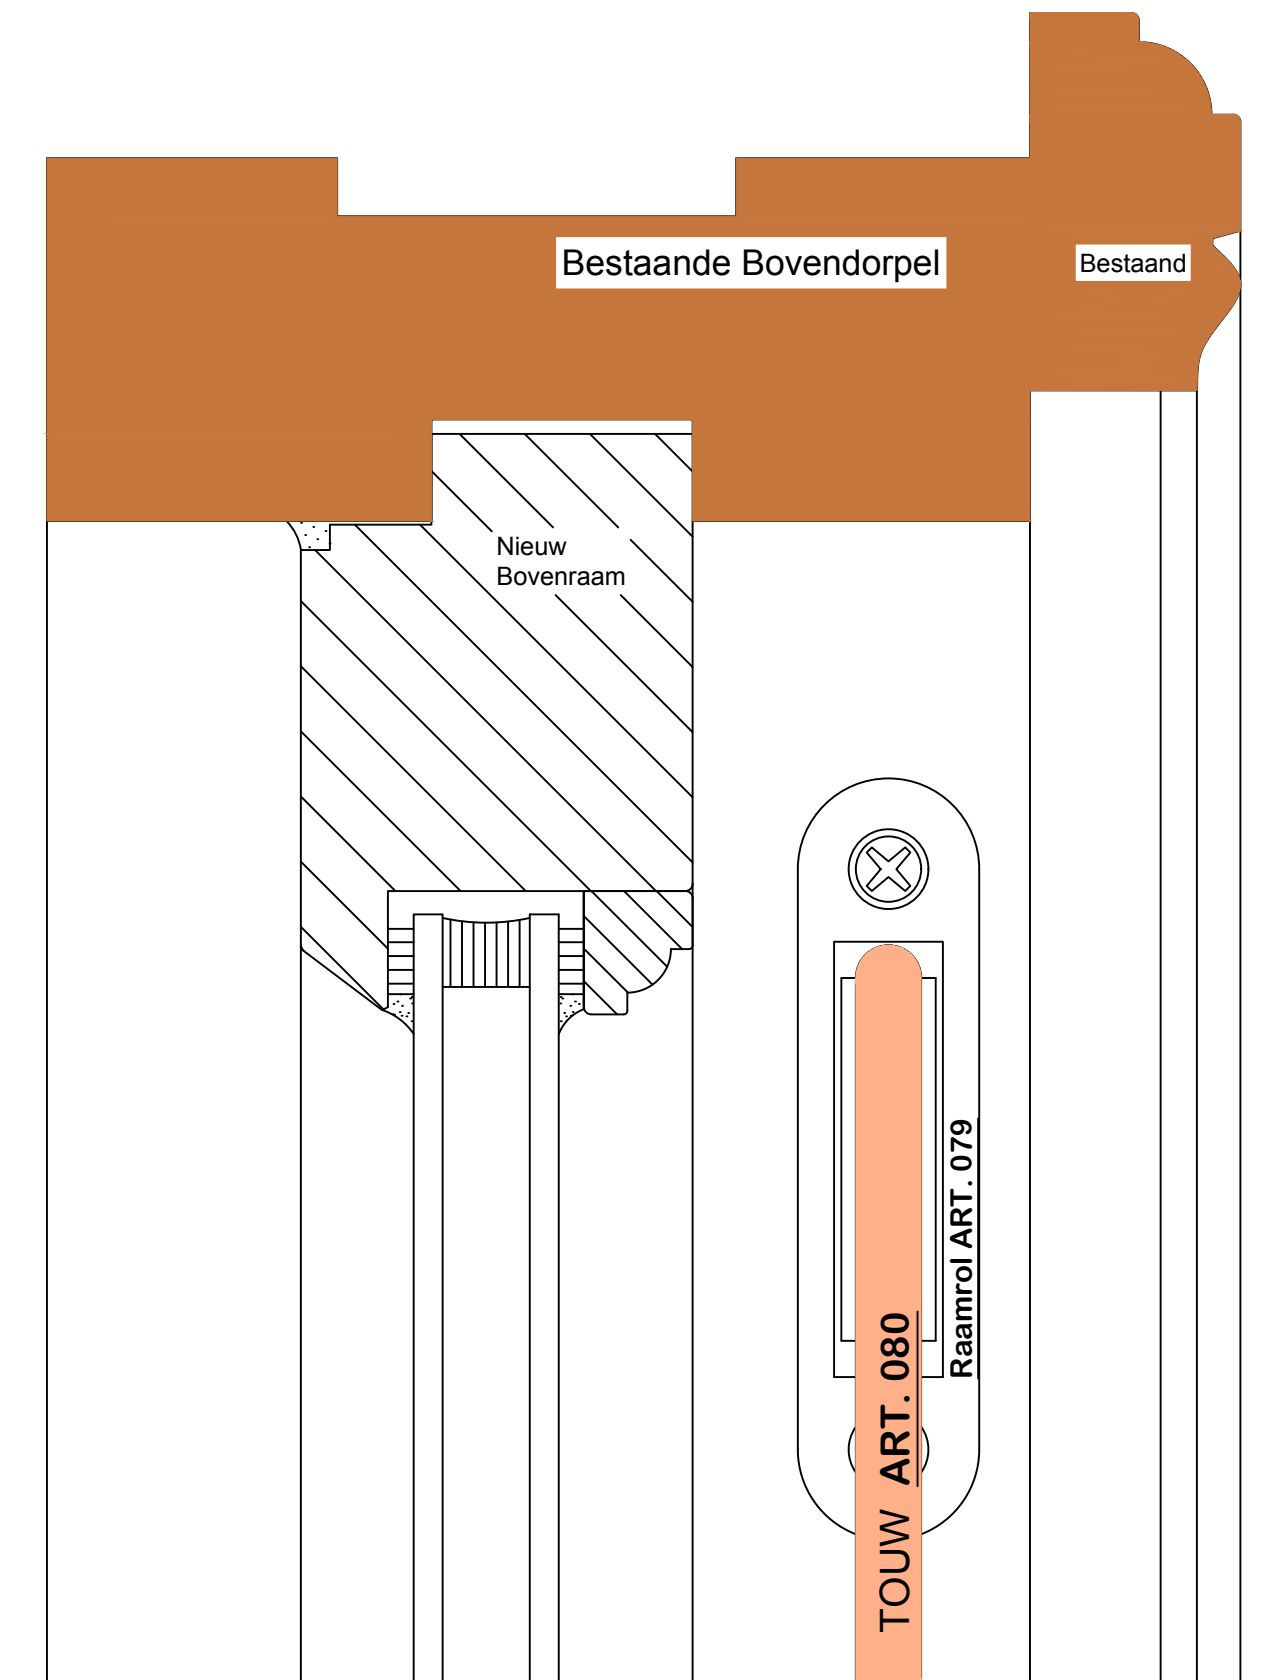 Bestaande Bovendorpel
Bestaand
Nieuw
Bovenraam
Raamrol ART. 079
TOUW ART. 080